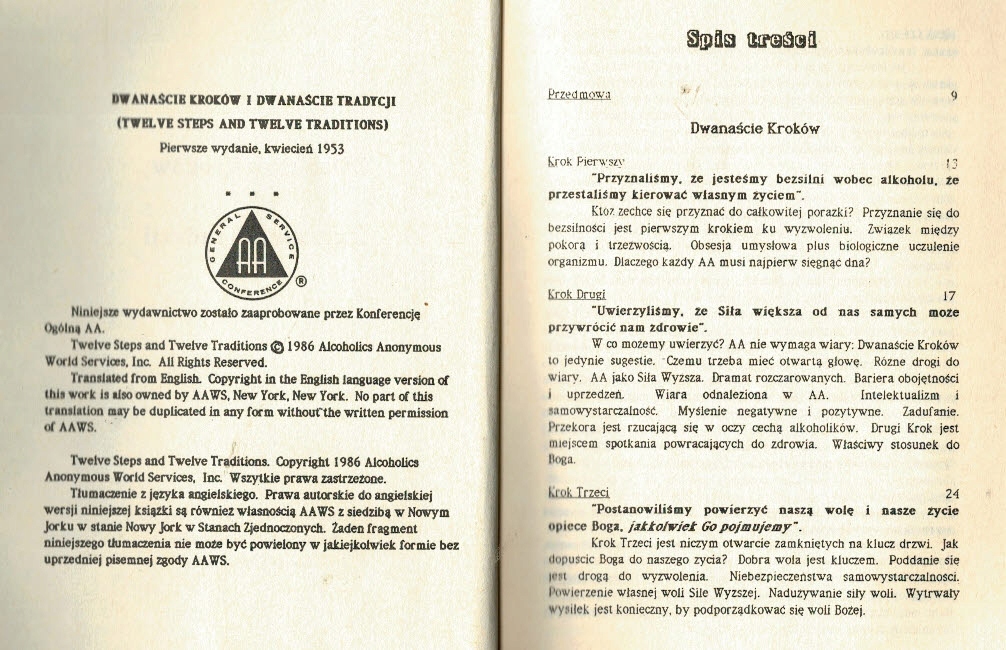 DWANAŚCIE KROKÓW I DWANAŚCIE TRADYCJI
(TWELVE STEPS AND TWELVE TRADITIONS)
Pierwsze wydanie, kwiecień 1953
* * *
GENERAL SERVICE
AA
CONFERENCE
®
Niniejsze wydawnictwo zostało zaaprobowane przez Konferencję
Ogólną AA.
Twelve Steps and Twelve Traditions © 1986 Alcoholics Anonymous
World Services, Inc. All Rights Reserved.
Translated from English. Copyright in the English language version of
this work is also owned by AAWS, New York, New York. No part of this
translation may be duplicated in any form without the written permission
of AAWS.
Twelve Steps and Twelve Traditions. Copyright 1986 Alcoholics
Anonymous World Services, Inc. Wszytkie prawa zastrzeżone.
Tłumaczenie z języka angielskiego. Prawa autorskie do angielskiej
wersji niniejszej książki są również własnością AAWS z siedzibą w Nowym
Jorku w stanie Nowy Jork w Stanach Zjednoczonych. Żaden fragment
niniejszego tłumaczenia nie może być powielony w jakiejkolwiek formie bez
uprzedniej pisemnej zgody AAWS.
Spis treści
Przedmowa 9
Dwanaście Kroków
Krok Pierwszy 13
"Przyznaliśmy, że jesteśmy bezsilni wobec alkoholu, że
przestaliśmy kierować własnym życiem".
Ktoż zechce się przyznać do całkowitej porażki? Przyznanie się do
bezsilności jest pierwszym krokiem ku wyzwoleniu. Związek między
pokorą i trzeźwością. Obsesja umysłowa plus biologiczne uczulenie
organizmu. Dlaczego każdy AA musi najpierw sięgnąć dna?
Krok Drugi 17
"Uwierzyliśmy, że Siła większa od nas samych może
przywrócić nam zdrowie".
W co możemy uwierzyć? AA nie wymaga wiary: Dwanaście Kroków
to jedynie sugestie. Czemu trzeba mieć otwartą głowę. Różne drogi do
wiary. AA jako Siła Wyższa. Dramat rozczarowanych. Bariera obojętności
i uprzedzeń. Wiara odnaleziona w AA. Intelektualizm i
samowystarczalność. Myślenie negatywne i pozytywne. Zadufanie.
Przekora jest rzucającą się w oczy cechą alkoholików. Drugi Krok jest
miejscem spotkania powracających do zdrowia. Właściwy stosunek do
Boga.
Krok Trzeci 24
"Postanowiliśmy powierzyć naszą wolę i nasze życie
opiece Boga, jakkolwiek Go pojmujemy".
Krok Trzeci jest niczym otwarcie zamkniętych na klucz drzwi. Jak
dopuścic Boga do naszego życia? Dobra wola jest kluczem. Poddanie się
jest drogą do wyzwolenia. Niebezpieczeństwa samowystarczalności.
Powierzenie własnej woli Sile Wyższej. Nadużywanie siły woli. Wytrwały
wysiłek jest konieczny, by podporządkować się woli Bożej.